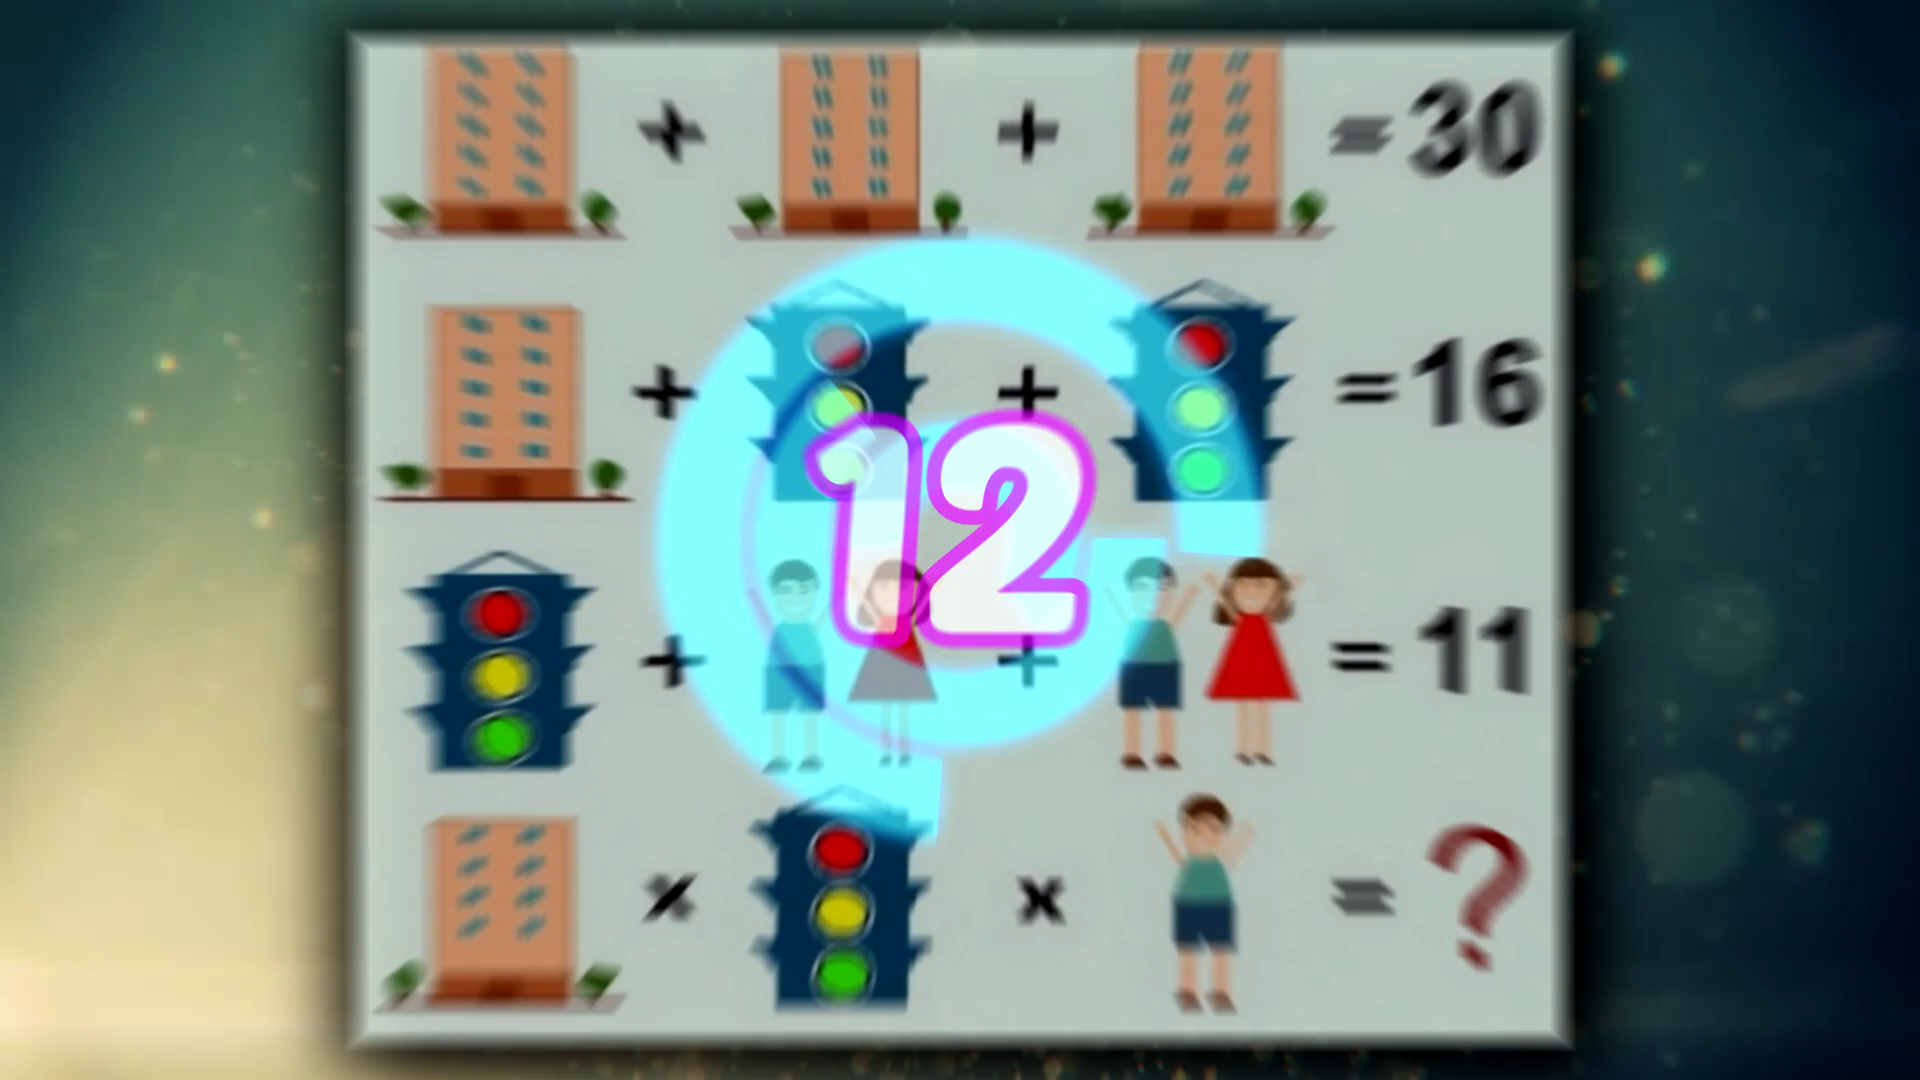 + + = 30
+ + = 16
12
+ + = 11
x x = ?